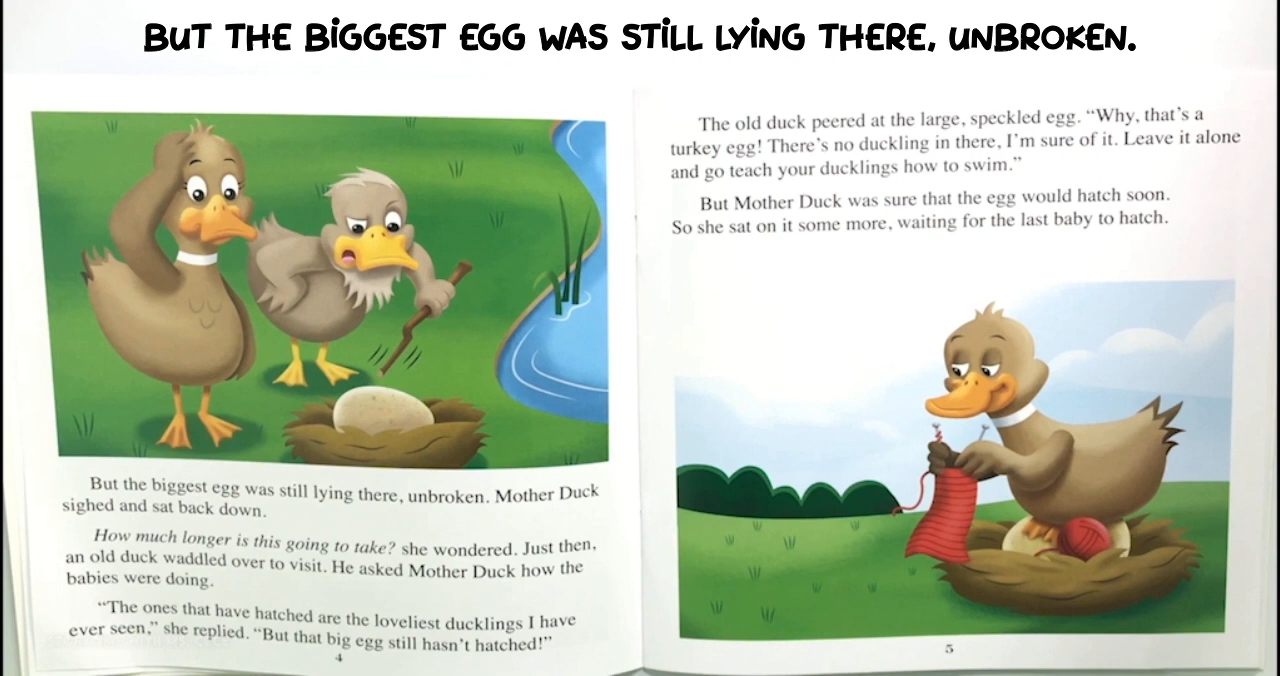 BUT THE BIGGEST EGG WAS STILL LYING THERE, UNBROKEN.
But the biggest egg was still lying there, unbroken. Mother Duck
sighed and sat back down.
How much longer is this going to take? she wondered. Just then,
an old duck waddled over to visit. He asked Mother Duck how the
babies were doing.
“The ones that have hatched are the loveliest ducklings I have
ever seen,” she replied. “But that big egg still hasn’t hatched!”
4
The old duck peered at the large, speckled egg. “Why, that’s a
turkey egg! There’s no duckling in there, I’m sure of it. Leave it alone
and go teach your ducklings how to swim.”
But Mother Duck was sure that the egg would hatch soon.
So she sat on it some more, waiting for the last baby to hatch.
5